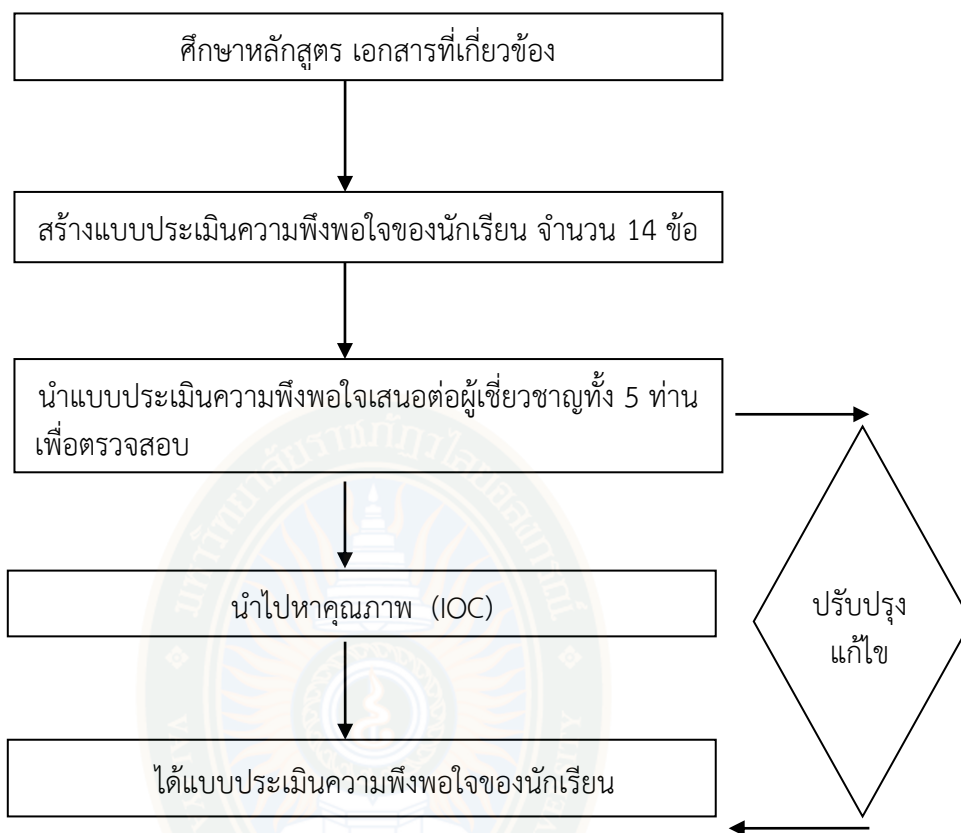 ศึกษาหลักสูตร เอกสารที่เกี่ยวข้อง
สร้างแบบประเมินความพึงพอใจของนักเรียน จำนวน 14 ข้อ
นำแบบประเมินความพึงพอใจเสนอต่อผู้เชี่ยวชาญทั้ง 5 ท่าน
เพื่อตรวจสอบ
นำไปหาคุณภาพ (IOC)
ปรับปรุง
แก้ไข
ได้แบบประเมินความพึงพอใจของนักเรียน